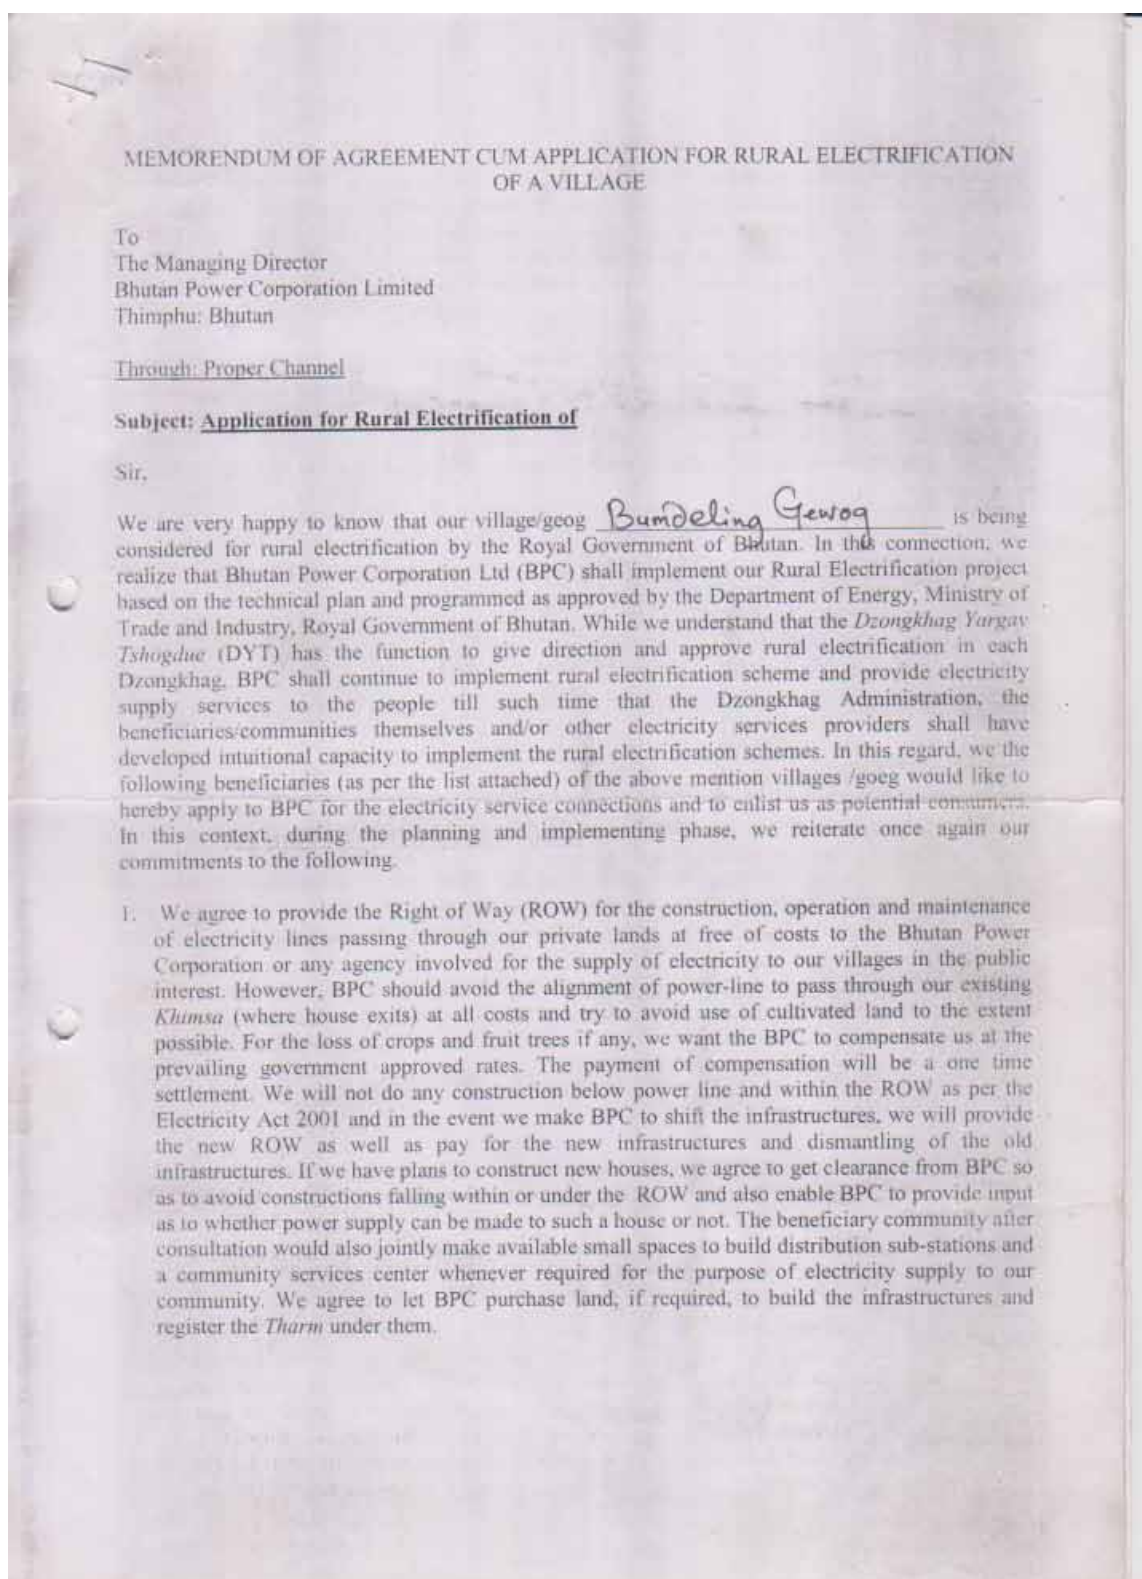 MEMORENDUM OF AGREEMENT CUM APPLICATION FOR RURAL ELECTRIFICATION
OF A VILLAGE
To
The Managing Director
Bhutan Power Corporation Limited
Thimphu: Bhutan
Through: Proper Channel
Subject: Application for Rural Electrification of
Sir,
We are very happy to know that our village/geog Bumdeling Gewog is being
considered for rural electrification by the Royal Government of Bhutan. In this connection, we
realize that Bhutan Power Corporation Ltd (BPC) shall implement our Rural Electrification project
based on the technical plan and programmed as approved by the Department of Energy, Ministry of
Trade and Industry, Royal Government of Bhutan. While we understand that the Dzongkhag Yargay
Tshogdue (DYT) has the function to give direction and approve rural electrification in each
Dzongkhag, BPC shall continue to implement rural electrification scheme and provide electricity
supply services to the people till such time that the Dzongkhag Administration, the
beneficiaries/communities themselves and/or other electricity services providers shall have
developed intuitional capacity to implement the rural electrification schemes. In this regard, we the
following beneficiaries (as per the list attached) of the above mention villages /goeg would like to
hereby apply to BPC for the electricity service connections and to enlist us as potential consumers.
In this context, during the planning and implementing phase, we reiterate once again our
commitments to the following.
1. We agree to provide the Right of Way (ROW) for the construction, operation and maintenance
of electricity lines passing through our private lands at free of costs to the Bhutan Power
Corporation or any agency involved for the supply of electricity to our villages in the public
interest. However, BPC should avoid the alignment of power-line to pass through our existing
Khimsa (where house exits) at all costs and try to avoid use of cultivated land to the extent
possible. For the loss of crops and fruit trees if any, we want the BPC to compensate us at the
prevailing government approved rates. The payment of compensation will be a one time
settlement. We will not do any construction below power line and within the ROW as per the
Electricity Act 2001 and in the event we make BPC to shift the infrastructures, we will provide
the new ROW as well as pay for the new infrastructures and dismantling of the old
infrastructures. If we have plans to construct new houses, we agree to get clearance from BPC so
as to avoid constructions falling within or under the ROW and also enable BPC to provide input
as to whether power supply can be made to such a house or not. The beneficiary community after
consultation would also jointly make available small spaces to build distribution sub-stations and
a community services center whenever required for the purpose of electricity supply to our
community. We agree to let BPC purchase land, if required, to build the infrastructures and
register the Tharm under them.